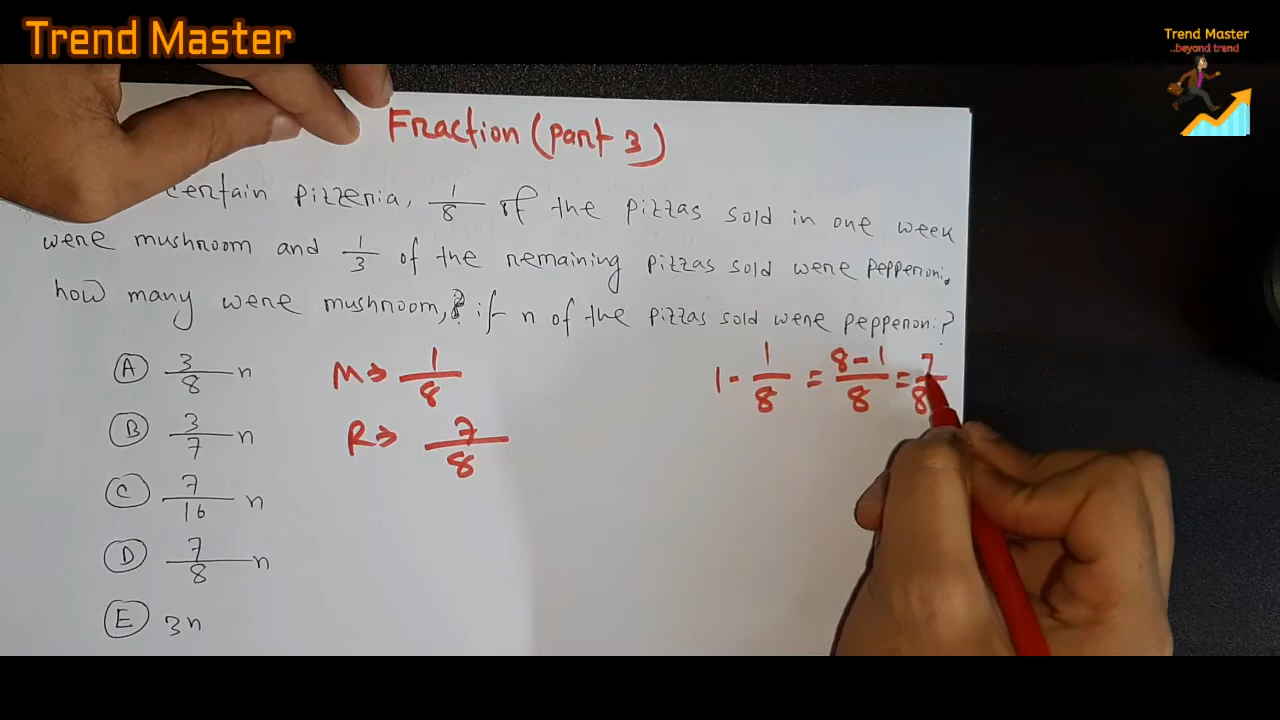 Trend Master
Trend Master
..beyond trend
Fraction (part 3)
certain pizzeria, 1/8 of the pizzas sold in one week
were mushroom and 1/3 of the remaining pizzas sold were pepperoni,
how many were mushroom, if n of the pizzas sold were pepperoni?
A 3/8 n
B 3/7 n
C 7/16 n
D 7/8 n
E 3n
M → 1/8
R → 7/8
1 - 1/8 = 8-1/8 = 7/8